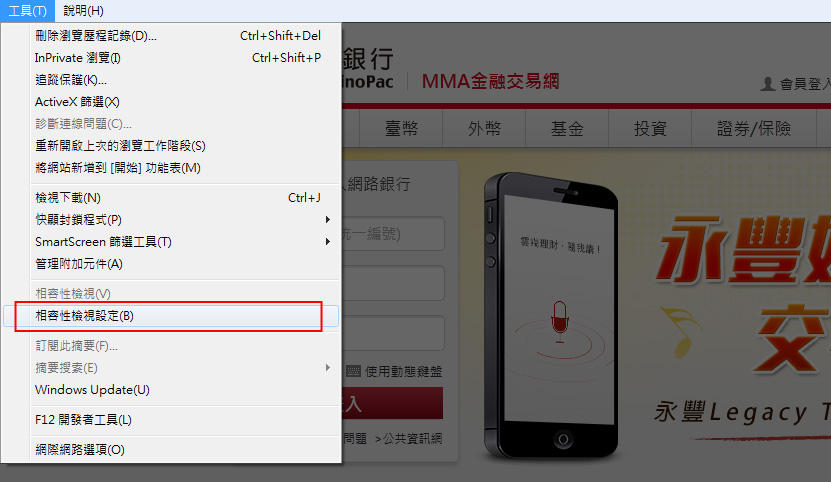 工具(T) 說明(H)
刪除瀏覽歷程記錄(D)... Ctrl+Shift+Del
InPrivate 瀏覽(I) Ctrl+Shift+P
追蹤保護(K)...
ActiveX 篩選(X)
診斷連線問題(C)...
重新開啟上次的瀏覽工作階段(S)
將網站新增到 [開始] 功能表(M)
檢視下載(N) Ctrl+J
快顯封鎖程式(P)
SmartScreen 篩選工具(T)
管理附加元件(A)
相容性檢視(V)
相容性檢視設定(B)
訂閱此摘要(F)...
摘要搜索(E)
Windows Update(U)
F12 開發者工具(L)
網際網路選項(O)
銀行
noPac MMA金融交易網
會員登入
臺幣 外幣 基金 投資 證券/保險
網路銀行
統一編號)
使用動態鍵盤
入
問題 >公共資訊網
雲端理財，隨我講！
永豐
交
永豐Legacy T